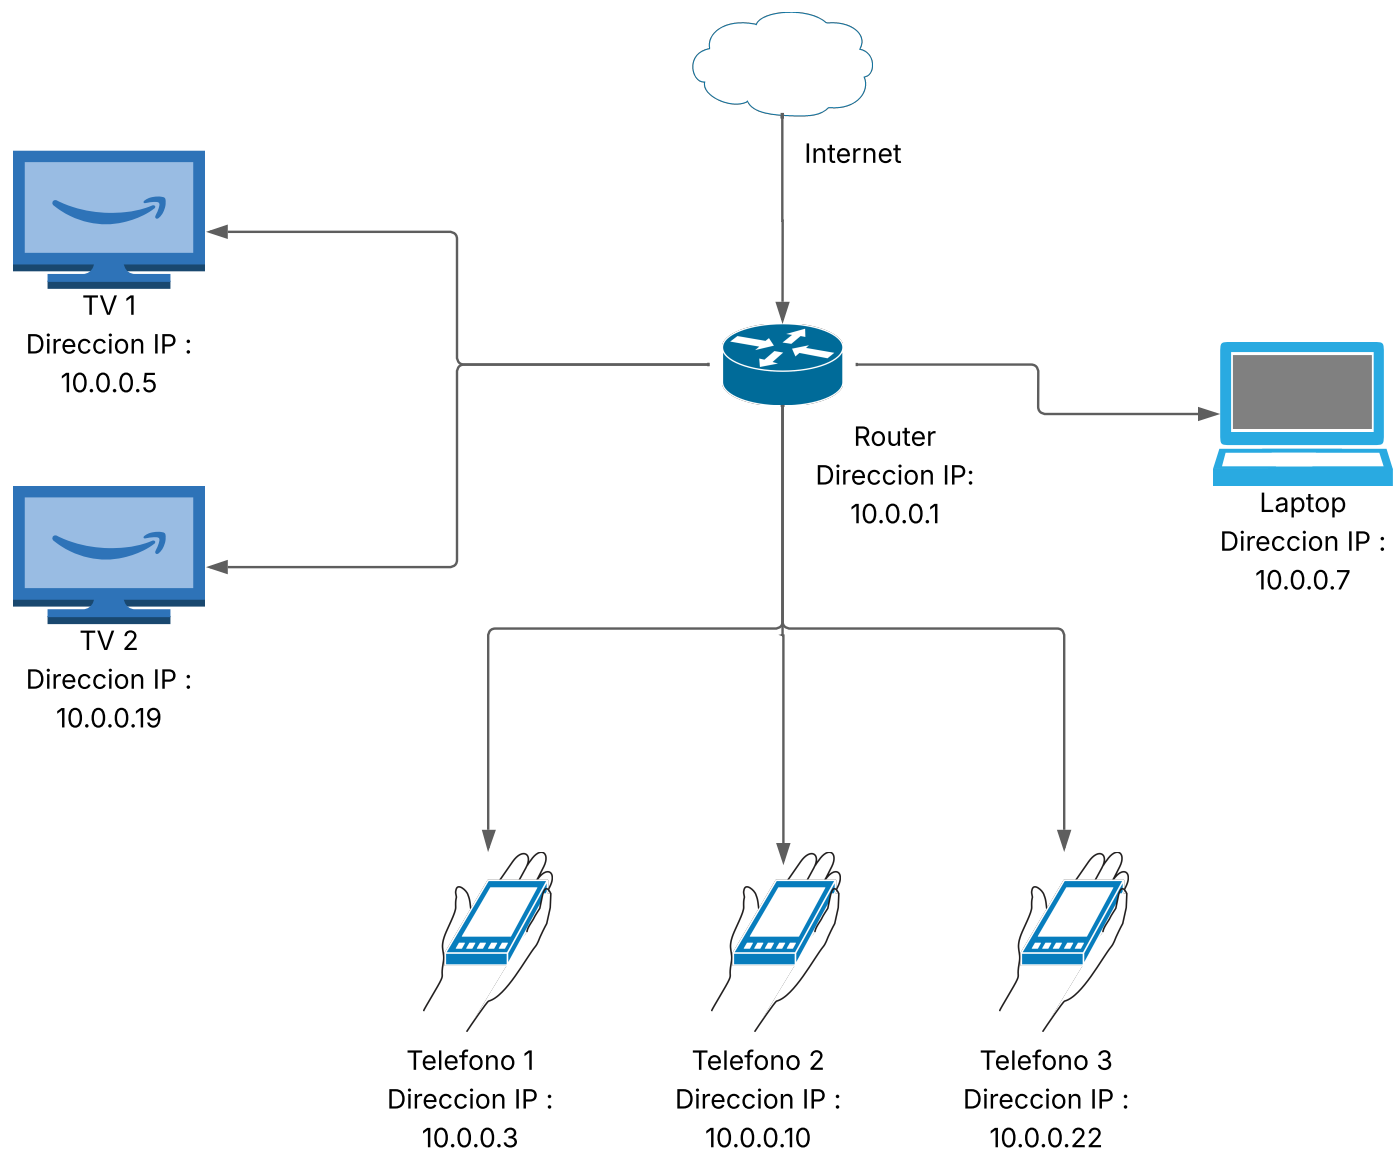 Internet
TV 1
Direccion IP :
10.0.0.5
Router
Direccion IP:
10.0.0.1
Laptop
Direccion IP :
10.0.0.7
TV 2
Direccion IP :
10.0.0.19
Telefono 1
Direccion IP :
10.0.0.3
Telefono 2
Direccion IP :
10.0.0.10
Telefono 3
Direccion IP :
10.0.0.22